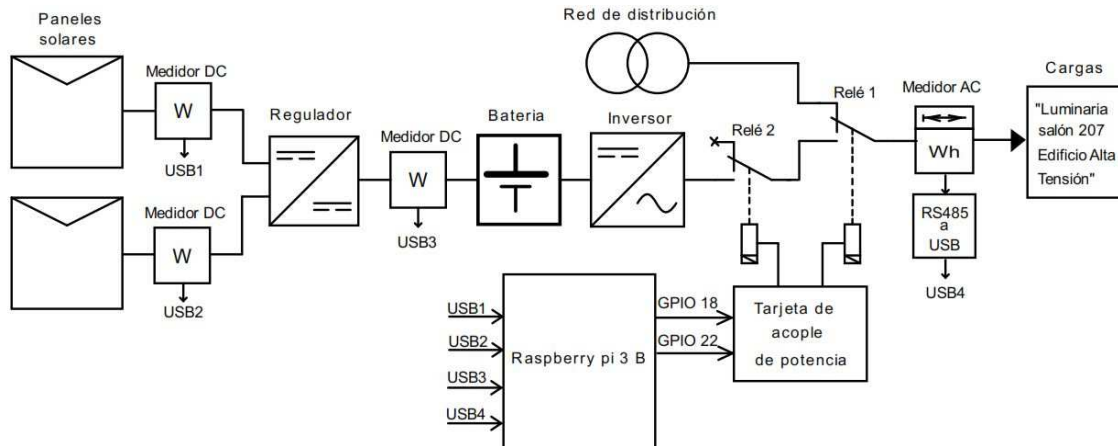 Paneles
solares
Medidor DC
W
USB1
Medidor DC
W
USB2
Regulador
Medidor DC
W
USB3
Bateria
Inversor
Red de distribución
Relé 2
Relé 1
Medidor AC
Wh
RS485
a
USB
USB4
Cargas
"Luminaria
salón 207
Edificio Alta
Tensión"
USB1
USB2
USB3
USB4
Raspberry pi 3 B
GPIO 18
GPIO 22
Tarjeta de
acople
de potencia